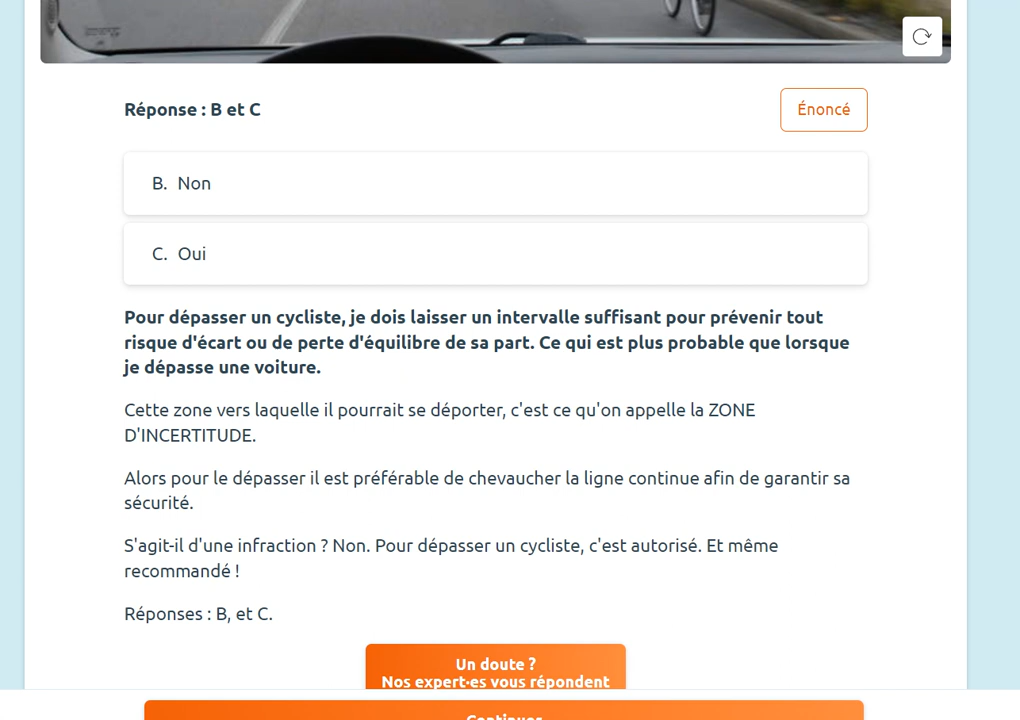 Réponse : B et C
Énoncé
B. Non
C. Oui
Pour dépasser un cycliste, je dois laisser un intervalle suffisant pour prévenir tout
risque d'écart ou de perte d'équilibre de sa part. Ce qui est plus probable que lorsque
je dépasse une voiture.
Cette zone vers laquelle il pourrait se déporter, c'est ce qu'on appelle la ZONE
D'INCERTITUDE.
Alors pour le dépasser il est préférable de chevaucher la ligne continue afin de garantir sa
sécurité.
S'agit-il d'une infraction ? Non. Pour dépasser un cycliste, c'est autorisé. Et même
recommandé !
Réponses : B, et C.
Un doute ?
Nos expert·es vous répondent
Continuer